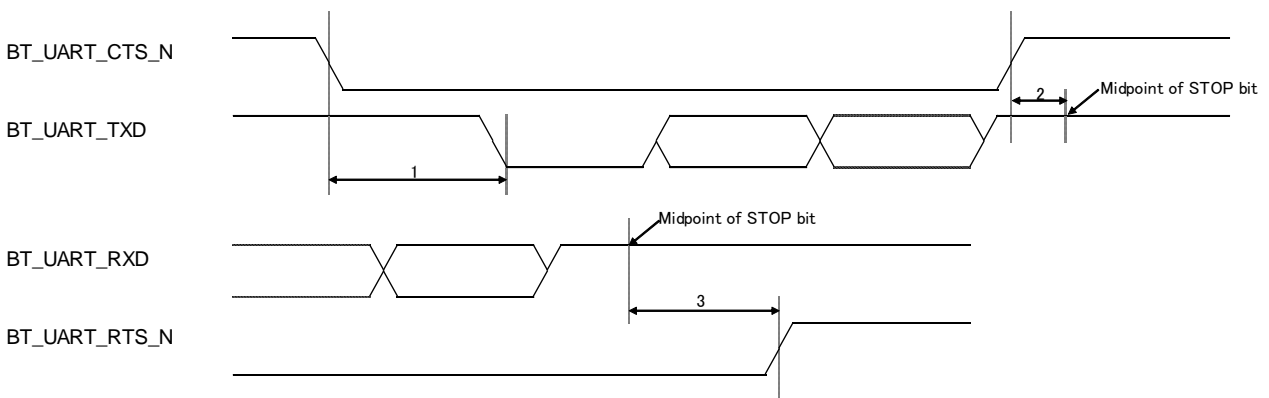 BT_UART_CTS_N
2
Midpoint of STOP bit
BT_UART_TXD
1
Midpoint of STOP bit
BT_UART_RXD
3
BT_UART_RTS_N